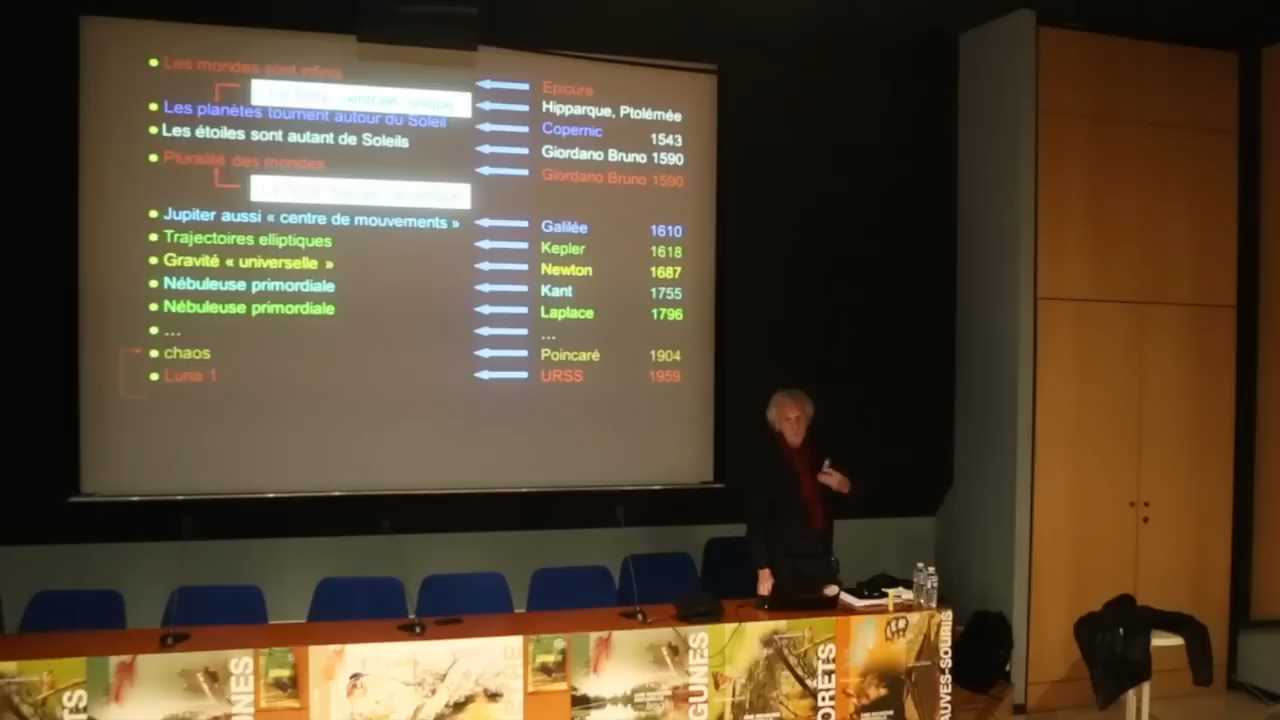 • Les mondes sont infinis Epicure
Hipparque, Ptolémée
• Les planètes tournent autour du Soleil Copernic 1543
• Les étoiles sont autant de Soleils Giordano Bruno 1590
• Pluralité des mondes Giordano Bruno 1590
• Jupiter aussi « centre de mouvements » Galilée 1610
• Trajectoires elliptiques Kepler 1618
• Gravité « universelle » Newton 1687
• Nébuleuse primordiale Kant 1755
• Nébuleuse primordiale Laplace 1796
• ... ...
• chaos Poincaré 1904
• Luna 1 URSS 1959
ORÊTS
GUNES
UNES
TS
AUVES-SOURIS